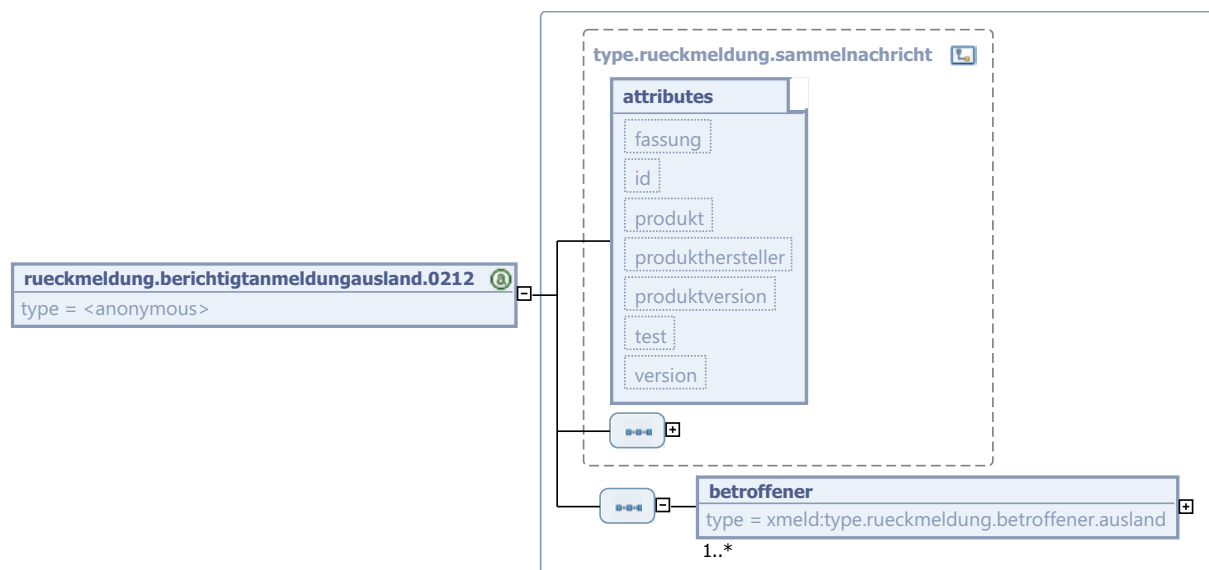 type.rueckmeldung.sammelnachricht
attributes
fassung
id
produkt
produkthersteller
produktversion
test
version
rueckmeldung.berichtigtanmeldungausland.0212
type = <anonymous>
betroffener
type = xmeld:type.rueckmeldung.betroffener.ausland
1..*